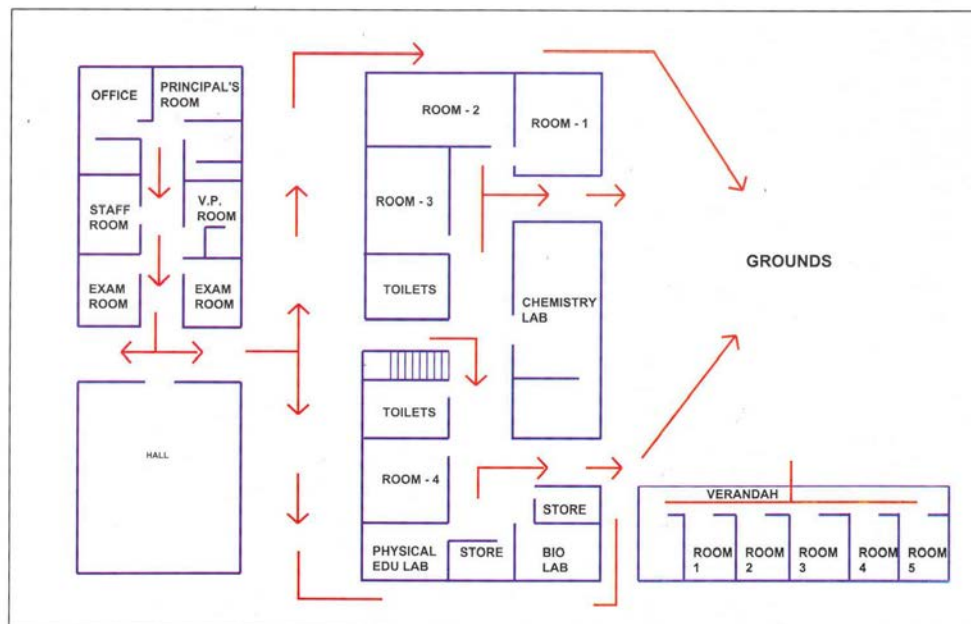 OFFICE
PRINCIPAL'S
ROOM
STAFF
ROOM
V.P.
ROOM
EXAM
ROOM
EXAM
ROOM
HALL
ROOM - 2
ROOM - 1
ROOM - 3
TOILETS
CHEMISTRY
LAB
TOILETS
ROOM - 4
STORE
PHYSICAL
EDU LAB
STORE
BIO
LAB
GROUNDS
VERANDAH
ROOM
1
ROOM
2
ROOM
3
ROOM
4
ROOM
5